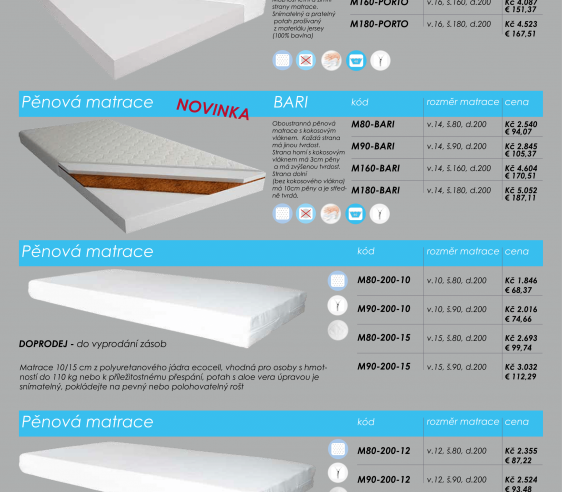 strany matrace.
Snímatelný a prateľný
potah prošívaný
z materiálu jersey
(100% bavlna)
M160-PORTO v.16, š.160, d.200 Kč 4.087
€ 151,37
M180-PORTO v.16, š.180, d.200 Kč 4.523
€ 167,51
Pěnová matrace NOVINKA BARI kód rozměr matrace cena
Oboustranná pěnová
matrace s kokosovým
vláknem. Každá strana
má jinou tvrdost.
Strana horní s kokosovým
vláknem má 3cm pěny
a má zvýšenou tvrdost.
Strana dolní
(bez kokosového vlákna)
má 10cm pěny a je střed-
ně tvrdá.
M80-BARI v.14, š.80, d.200 Kč 2.540
€ 94,07
M90-BARI v.14, š.90, d.200 Kč 2.845
€ 105,37
M160-BARI v.14, š.160, d.200 Kč 4.604
€ 170,51
M180-BARI v.14, š.180, d.200 Kč 5.052
€ 187,11
Pěnová matrace kód rozměr matrace cena
M80-200-10 v.10, š.80, d.200 Kč 1.846
€ 68,37
M90-200-10 v.10, š.90, d.200 Kč 2.016
€ 74,66
M80-200-15 v.15, š.80, d.200 Kč 2.693
€ 99,74
M90-200-15 v.15, š.90, d.200 Kč 3.032
€ 112,29
DOPRODEJ - do vyprodání zásob
Matrace 10/15 cm z polyuretanového jádra ecocell, vhodná pro osoby s hmot-
ností do 110 kg nebo k příležitostnému přespání, potah s aloe vera úpravou je
snímatelný, pokládejte na pevný nebo polohovatelný rošt
Pěnová matrace kód rozměr matrace cena
M80-200-12 v.12, š.80, d.200 Kč 2.355
€ 87,22
M90-200-12 v.12, š.90, d.200 Kč 2.524
€ 93,48